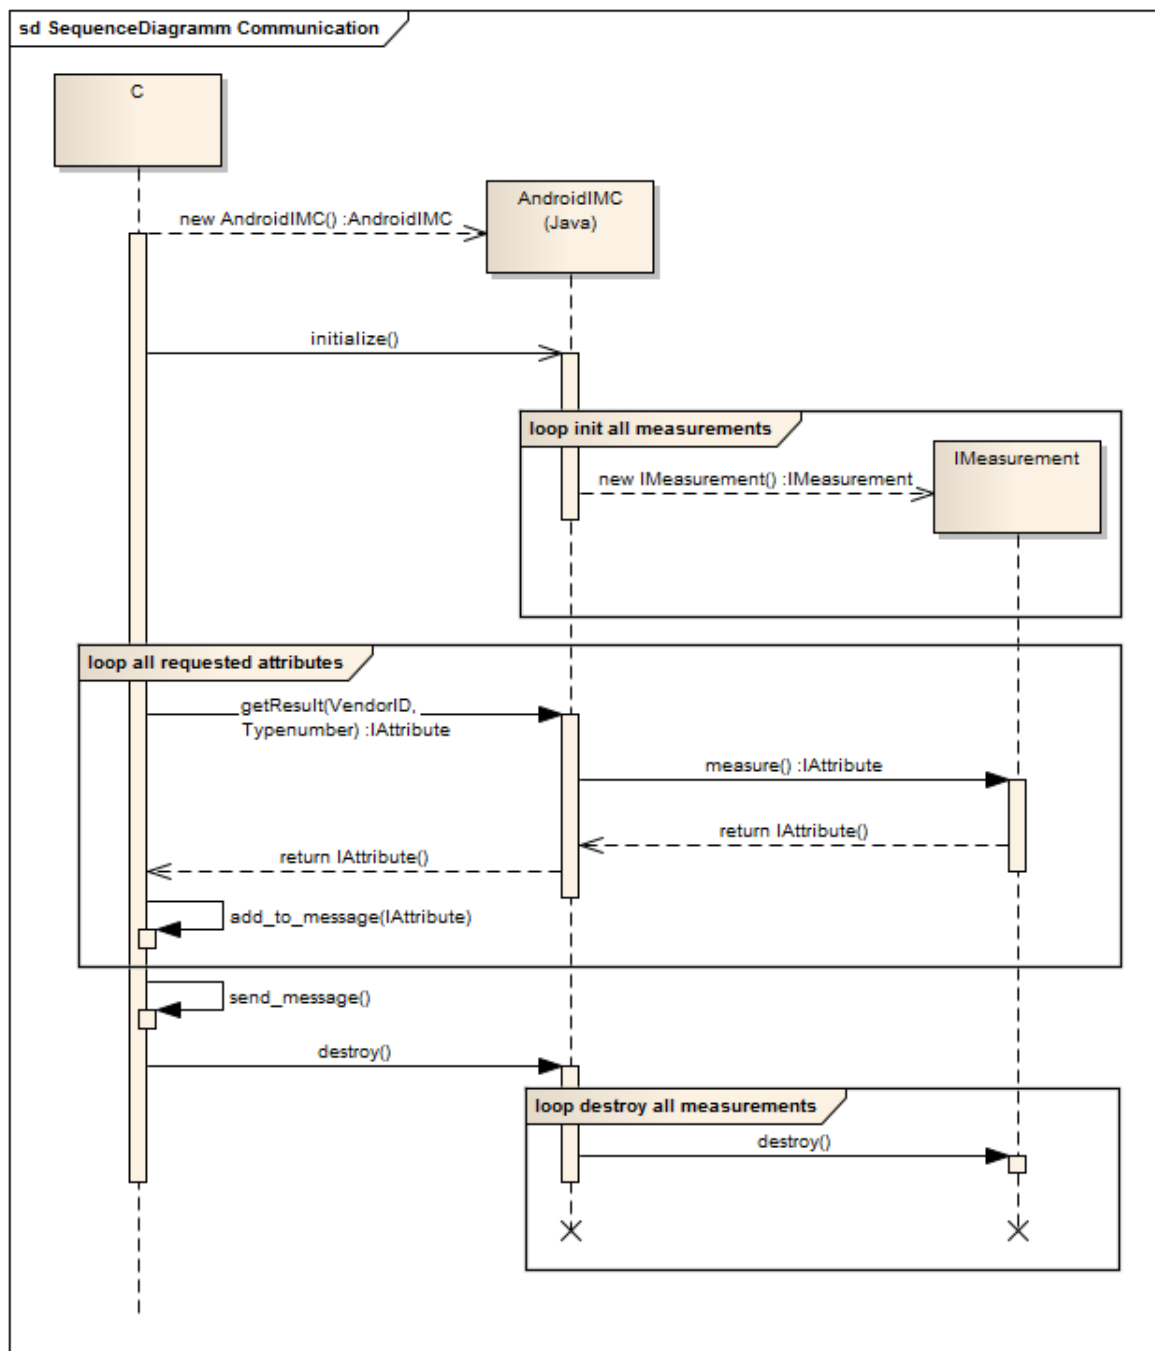 sd SequenceDiagramm Communication
C
AndroidIMC
(Java)
new AndroidIMC() :AndroidIMC
initialize()
loop init all measurements
IMeasurement
new IMeasurement() :IMeasurement
loop all requested attributes
getResult(VendorID,
Typenumber) :IAttribute
measure() :IAttribute
return IAttribute()
return IAttribute()
add_to_message(IAttribute)
send_message()
destroy()
loop destroy all measurements
destroy()